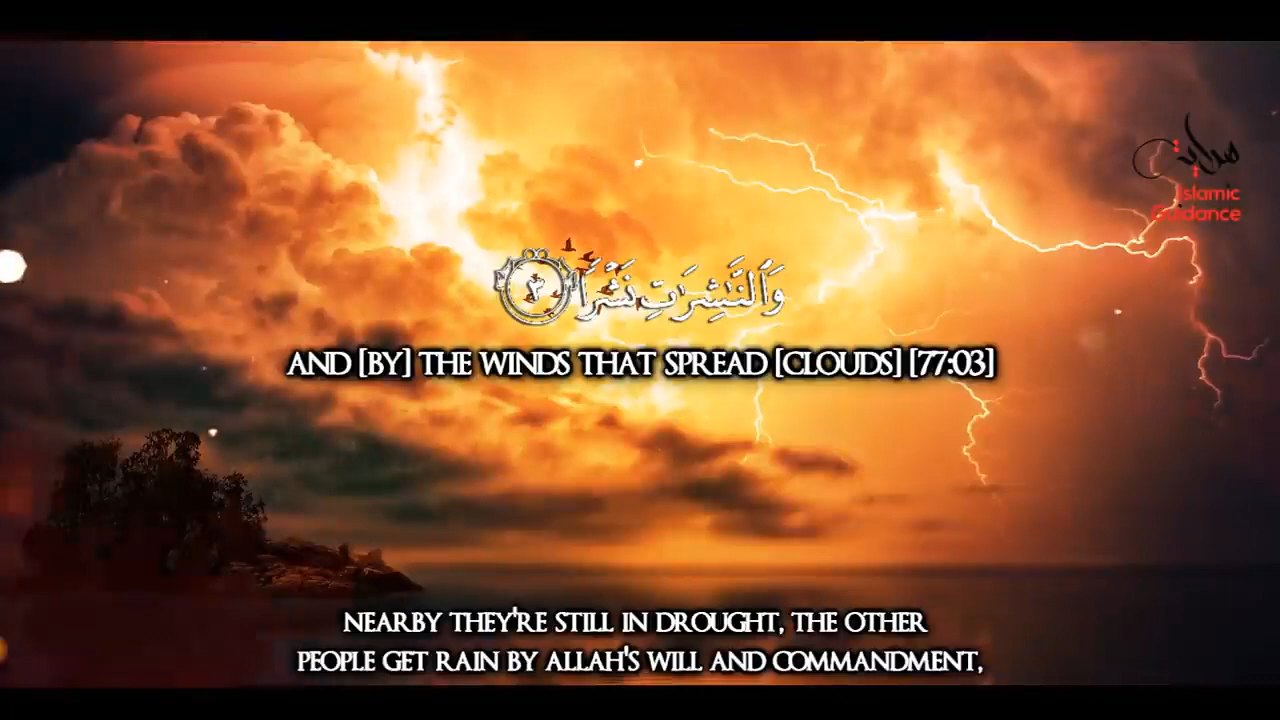 وَٱلنَّـٰشِرَٰتِ نَشْرًا ٣
AND [BY] THE WINDS THAT SPREAD [CLOUDS] [77:03]
NEARBY THEY'RE STILL IN DROUGHT, THE OTHER
PEOPLE GET RAIN BY ALLAH'S WILL AND COMMANDMENT,
هداية
Islamic
Guidance